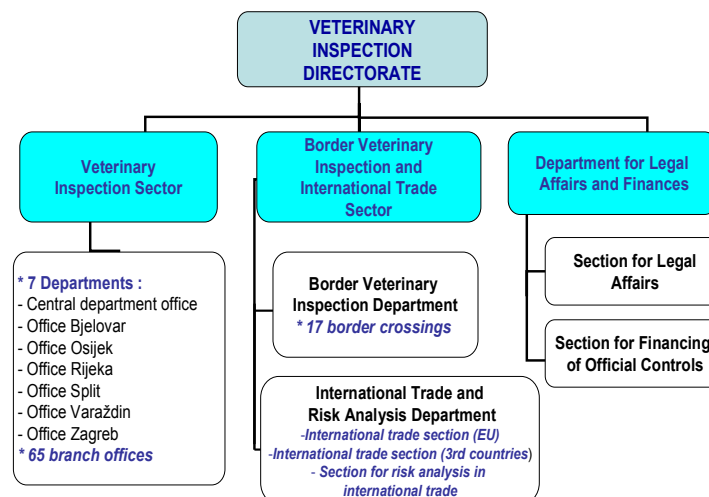 VETERINARY
INSPECTION
DIRECTORATE
Veterinary
Inspection Sector
* 7 Departments :
- Central department office
- Office Bjelovar
- Office Osijek
- Office Rijeka
- Office Split
- Office Varaždin
- Office Zagreb
* 65 branch offices
Border Veterinary
Inspection and
International Trade
Sector
Border Veterinary
Inspection Department
* 17 border crossings
International Trade and
Risk Analysis Department
-International trade section (EU)
-International trade section (3rd countries)
- Section for risk analysis in
international trade
Department for Legal
Affairs and Finances
Section for Legal
Affairs
Section for Financing
of Official Controls